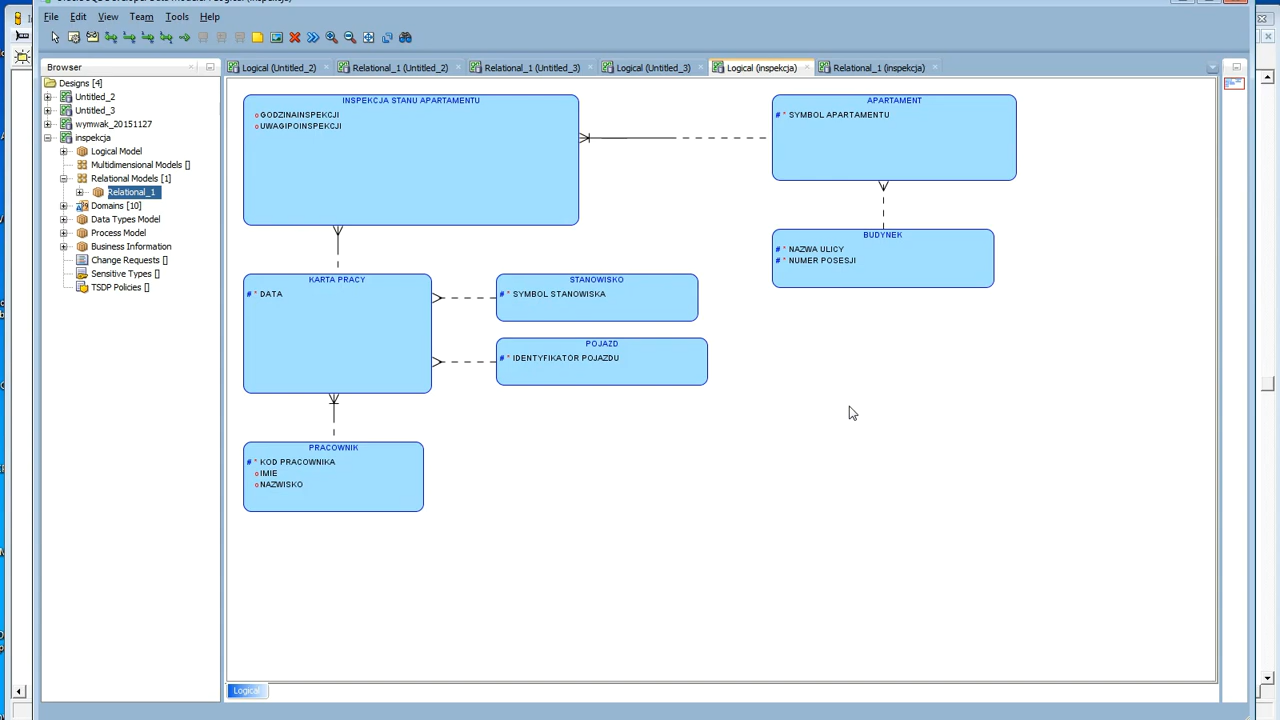 File Edit View Team Tools Help
Browser
Logical (Untitled_2)
Relational_1 (Untitled_2)
Relational_1 (Untitled_3)
Logical (Untitled_3)
Logical (inspekcja)
Relational_1 (inspekcja)
Designs [4]
Untitled_2
Untitled_3
wymwak_20151127
inspekcja
Logical Model
Multidimensional Models []
Relational Models [1]
Relational_1
Domains [10]
Data Types Model
Process Model
Business Information
Change Requests []
Sensitive Types []
TSDP Policies []
INSPEKCJA STANU APARTAMENTU
o GODZINAINSPEKCJI
o UWAGIPOINSPEKCJI
APARTAMENT
# * SYMBOL APARTAMENTU
BUDYNEK
# * NAZWA ULICY
# * NUMER POSESJI
KARTA PRACY
# * DATA
STANOWISKO
# * SYMBOL STANOWISKA
POJAZD
# * IDENTYFIKATOR POJAZDU
PRACOWNIK
# * KOD PRACOWNIKA
o IMIE
o NAZWISKO
Logical